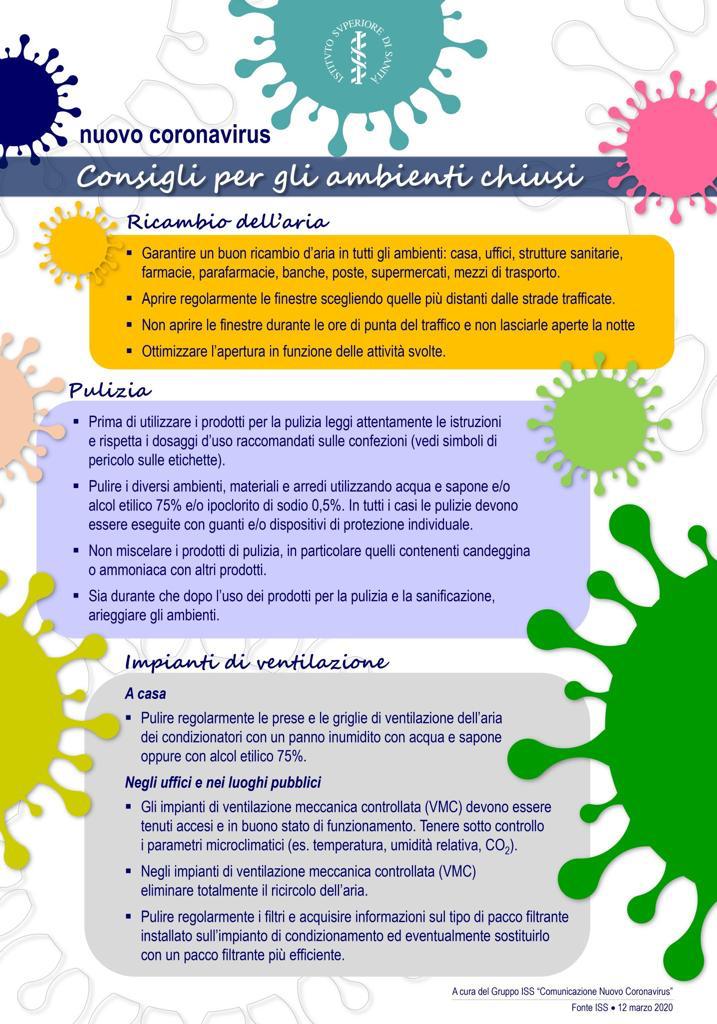 ISTITVTO SVPERIORE DI SANITÀ
nuovo coronavirus
Consigli per gli ambienti chiusi
Ricambio dell'aria
▪ Garantire un buon ricambio d'aria in tutti gli ambienti: casa, uffici, strutture sanitarie,
farmacie, parafarmacie, banche, poste, supermercati, mezzi di trasporto.
▪ Aprire regolarmente le finestre scegliendo quelle più distanti dalle strade trafficate.
▪ Non aprire le finestre durante le ore di punta del traffico e non lasciarle aperte la notte
▪ Ottimizzare l'apertura in funzione delle attività svolte.
Pulizia
▪ Prima di utilizzare i prodotti per la pulizia leggi attentamente le istruzioni
e rispetta i dosaggi d'uso raccomandati sulle confezioni (vedi simboli di
pericolo sulle etichette).
▪ Pulire i diversi ambienti, materiali e arredi utilizzando acqua e sapone e/o
alcol etilico 75% e/o ipoclorito di sodio 0,5%. In tutti i casi le pulizie devono
essere eseguite con guanti e/o dispositivi di protezione individuale.
▪ Non miscelare i prodotti di pulizia, in particolare quelli contenenti candeggina
o ammoniaca con altri prodotti.
▪ Sia durante che dopo l'uso dei prodotti per la pulizia e la sanificazione,
arieggiare gli ambienti.
Impianti di ventilazione
A casa
▪ Pulire regolarmente le prese e le griglie di ventilazione dell'aria
dei condizionatori con un panno inumidito con acqua e sapone
oppure con alcol etilico 75%.
Negli uffici e nei luoghi pubblici
▪ Gli impianti di ventilazione meccanica controllata (VMC) devono essere
tenuti accesi e in buono stato di funzionamento. Tenere sotto controllo
i parametri microclimatici (es. temperatura, umidità relativa, CO₂).
▪ Negli impianti di ventilazione meccanica controllata (VMC)
eliminare totalmente il ricircolo dell'aria.
▪ Pulire regolarmente i filtri e acquisire informazioni sul tipo di pacco filtrante
installato sull'impianto di condizionamento ed eventualmente sostituirlo
con un pacco filtrante più efficiente.
A cura del Gruppo ISS "Comunicazione Nuovo Coronavirus"
Fonte ISS • 12 marzo 2020